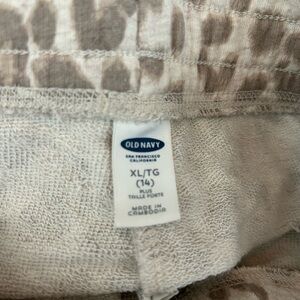 OLD NAVY
SAN FRANCISCO
CALIFORNIA
XL/TG
(14)
PLUS
TAILLE FORTE
MADE IN
CAMBODIA